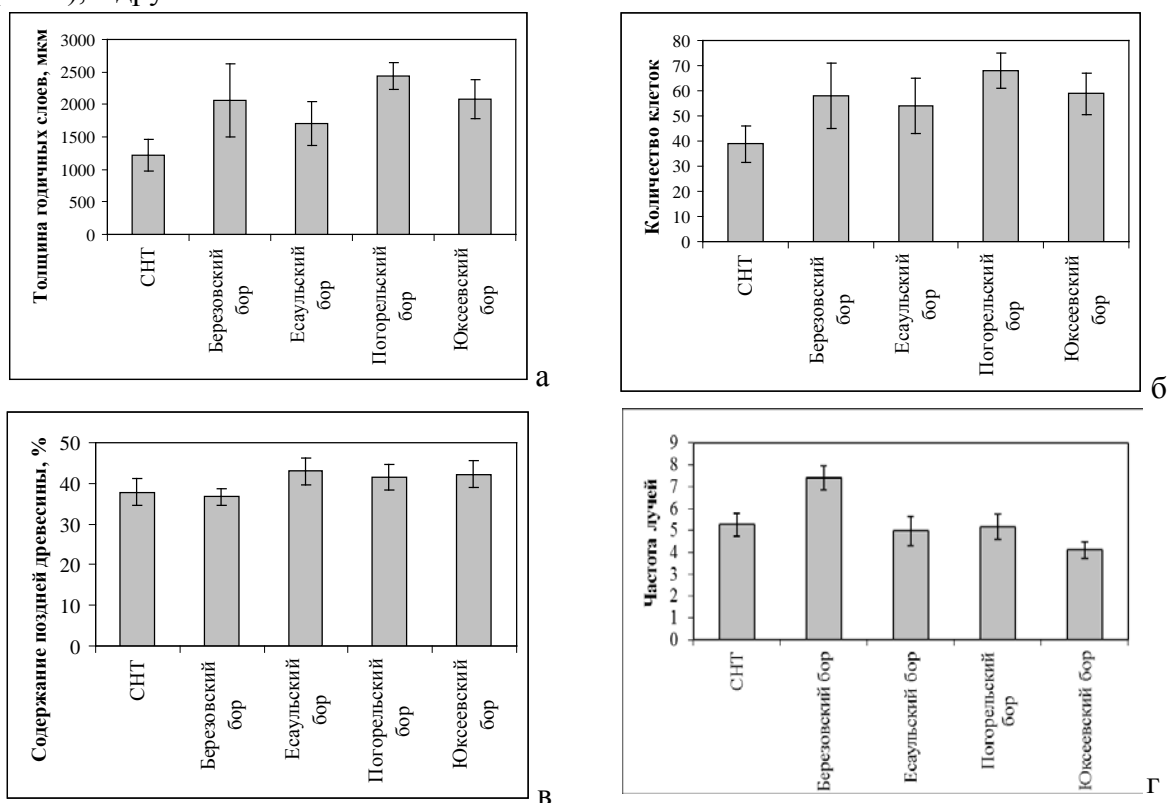 Толщина годичных слоев, мкм
3000
2500
2000
1500
1000
500
0
СНТ
Березовский бор
Есаульский бор
Погорельский бор
Юксеевский бор
а
Количество клеток
80
70
60
50
40
30
20
10
0
СНТ
Березовский бор
Есаульский бор
Погорельский бор
Юксеевский бор
б
Содержание поздней древесины, %
50
40
30
20
10
0
СНТ
Березовский бор
Есаульский бор
Погорельский бор
Юксеевский бор
в
Частота лучей
9
8
7
6
5
4
3
2
1
0
СНТ
Березовский бор
Есаульский бор
Погорельский бор
Юксеевский бор
г